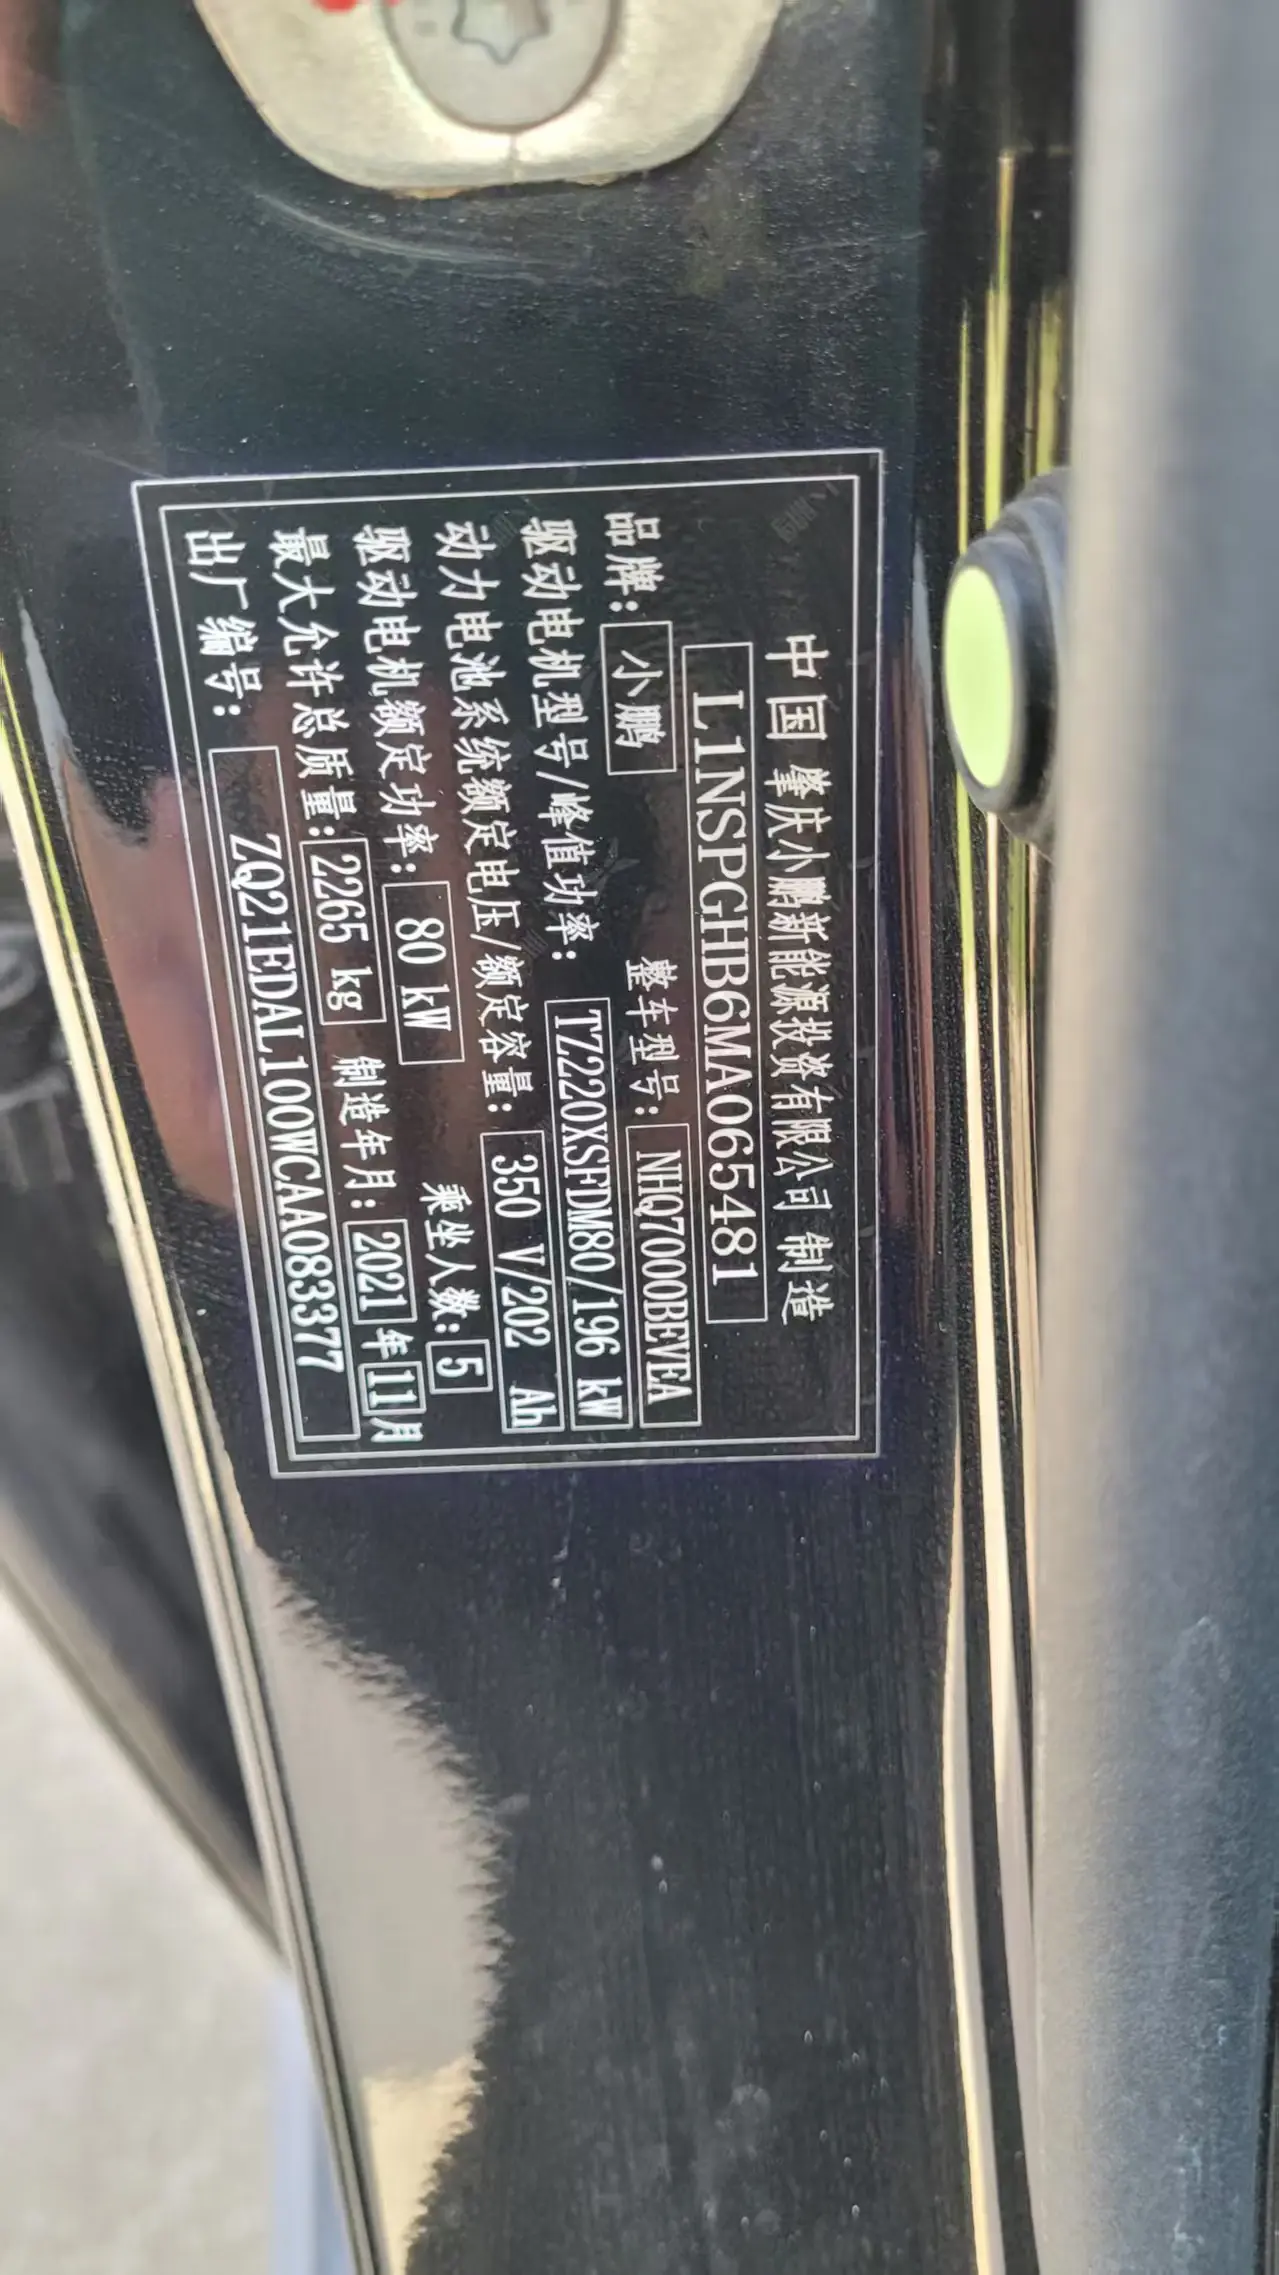 中国 肇庆小鹏新能源投资有限公司 制造
L1NSPGHB6MA065481
品牌: 小鹏 整车型号: NHQ7000BEVEA
驱动电机型号/峰值功率: TZ220XSFDM80/196 kW
动力电池系统额定电压/额定容量: 350 V/202 Ah
驱动电机额定功率: 80 kW 乘坐人数: 5
最大允许总质量: 2265 kg 制造年月: 2021年11月
出厂编号: ZQ21EDAL100WCAA083377